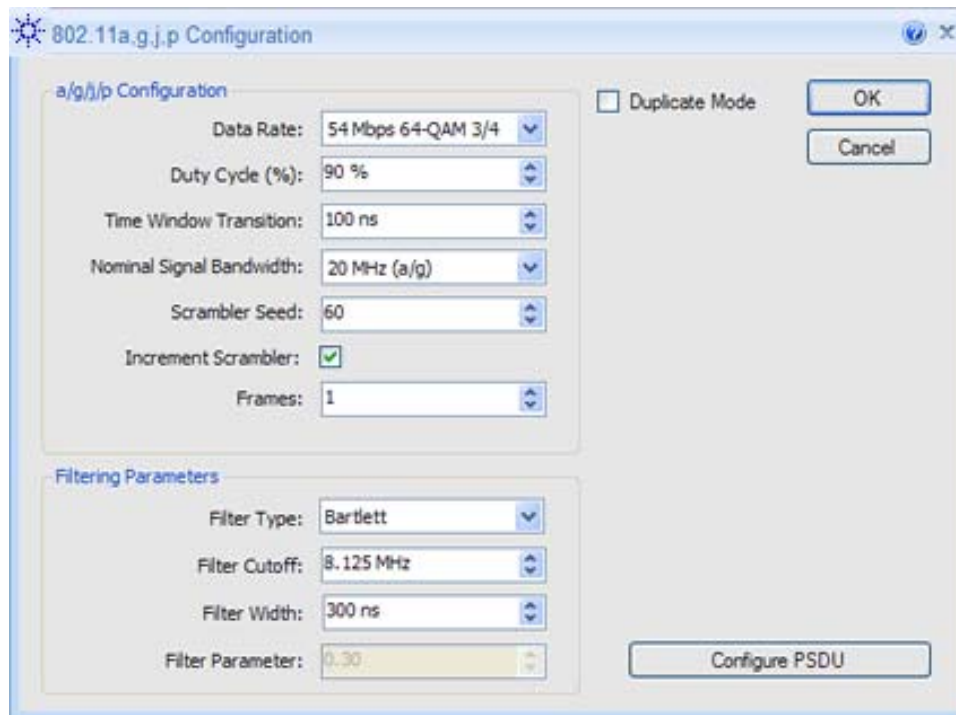 802.11a,g,j,p Configuration
a/g/j/p Configuration
Data Rate: 54 Mbps 64-QAM 3/4
Duty Cycle (%): 90 %
Time Window Transition: 100 ns
Nominal Signal Bandwidth: 20 MHz (a/g)
Scrambler Seed: 60
Increment Scrambler:
Frames: 1
Duplicate Mode
OK
Cancel
Filtering Parameters
Filter Type: Bartlett
Filter Cutoff: 8.125 MHz
Filter Width: 300 ns
Filter Parameter: 0.30
Configure PSDU